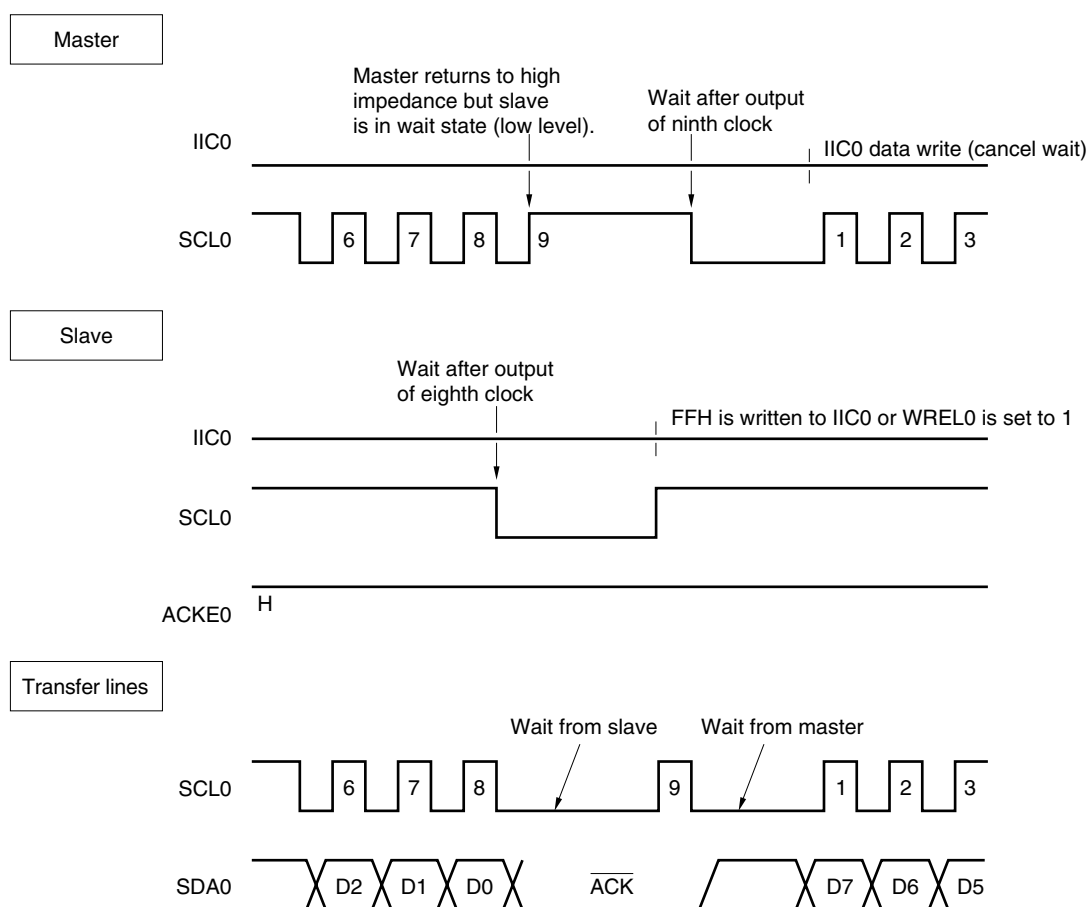 Master
Master returns to high
impedance but slave
is in wait state (low level).
Wait after output
of ninth clock
IIC0
IIC0 data write (cancel wait)
SCL0
6 7 8 9 1 2 3
Slave
Wait after output
of eighth clock
IIC0
FFH is written to IIC0 or WREL0 is set to 1
SCL0
ACKE0
H
Transfer lines
Wait from slave
Wait from master
SCL0
6 7 8 9 1 2 3
SDA0
D2 D1 D0 ACK D7 D6 D5